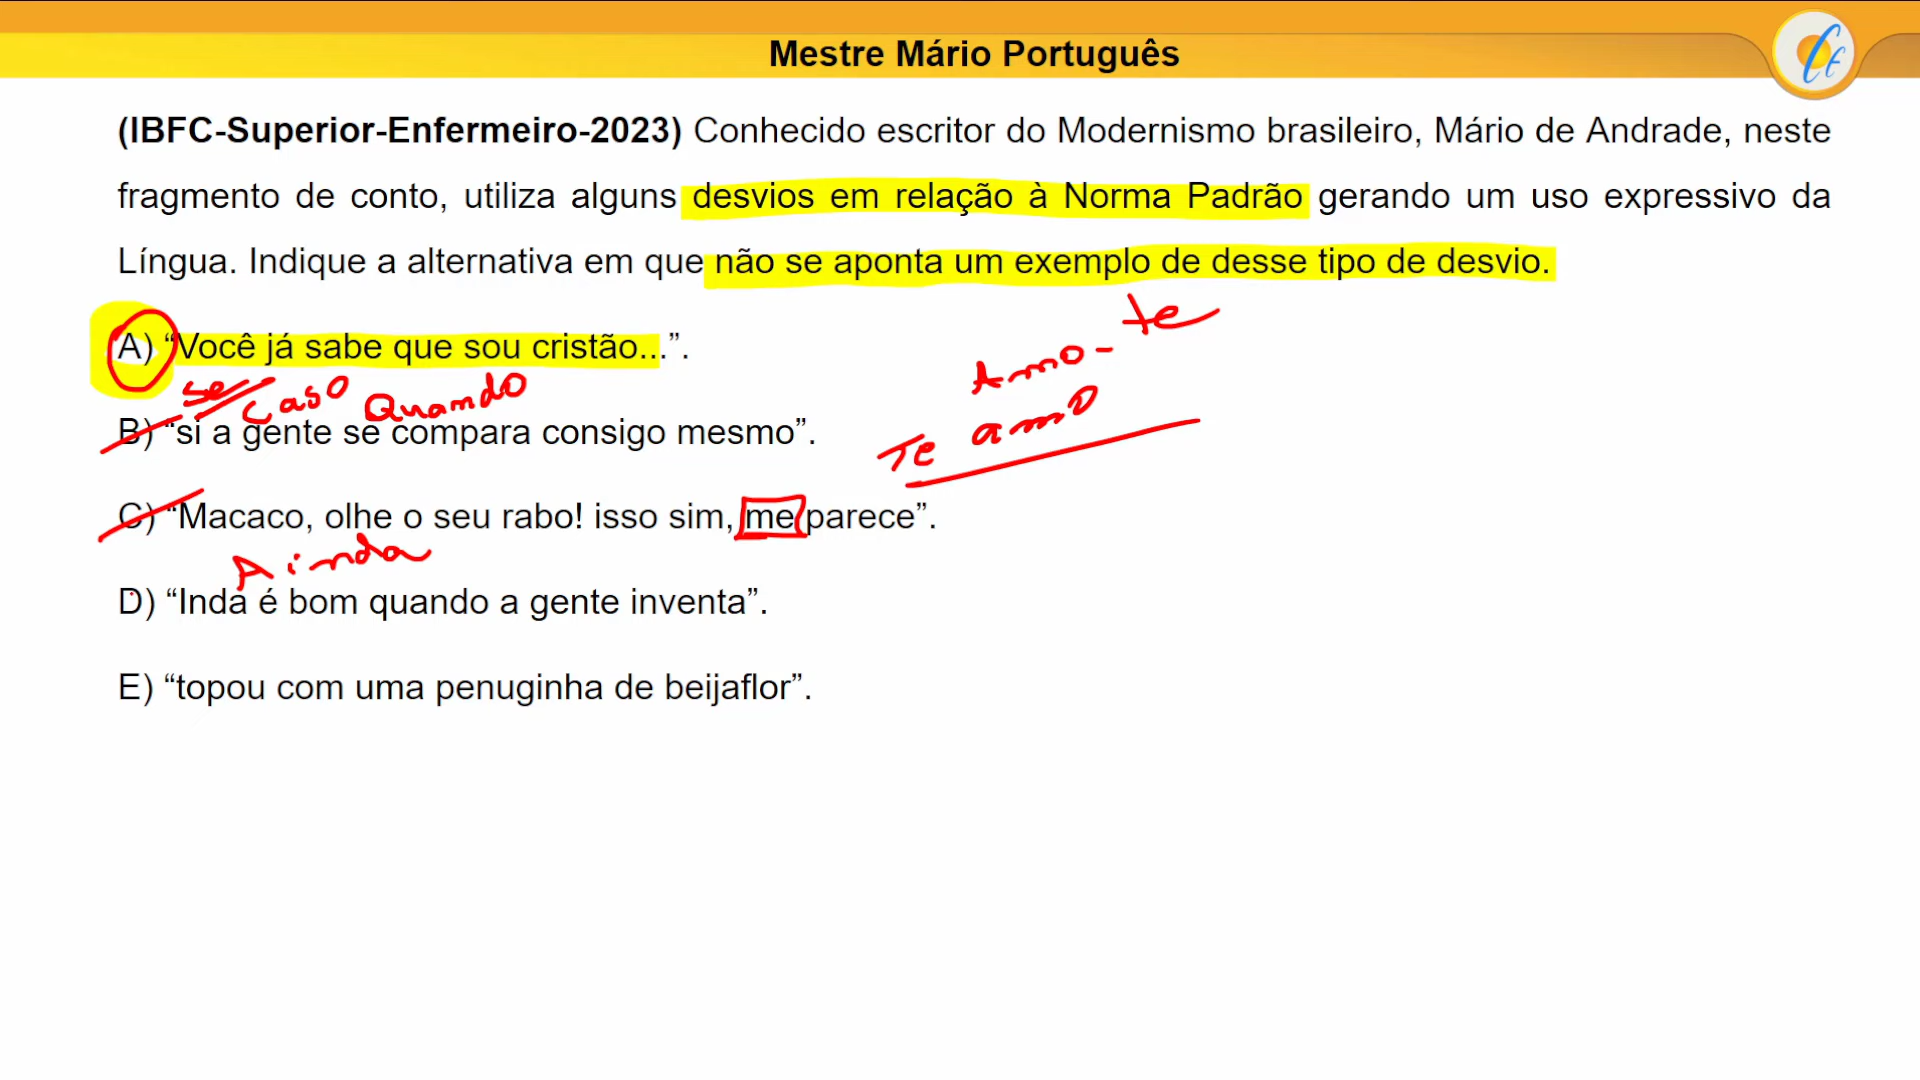 Mestre Mário Português
(IBFC-Superior-Enfermeiro-2023) Conhecido escritor do Modernismo brasileiro, Mário de Andrade, neste
fragmento de conto, utiliza alguns desvios em relação à Norma Padrão gerando um uso expressivo da
Língua. Indique a alternativa em que não se aponta um exemplo de desse tipo de desvio.
A) “Você já sabe que sou cristão...”.
se caso Quando
B) “si a gente se compara consigo mesmo”.
Amo-te
Te amo
C) “Macaco, olhe o seu rabo! isso sim, me parece”.
Ainda
D) “Inda é bom quando a gente inventa”.
E) “topou com uma penuginha de beijaflor”.